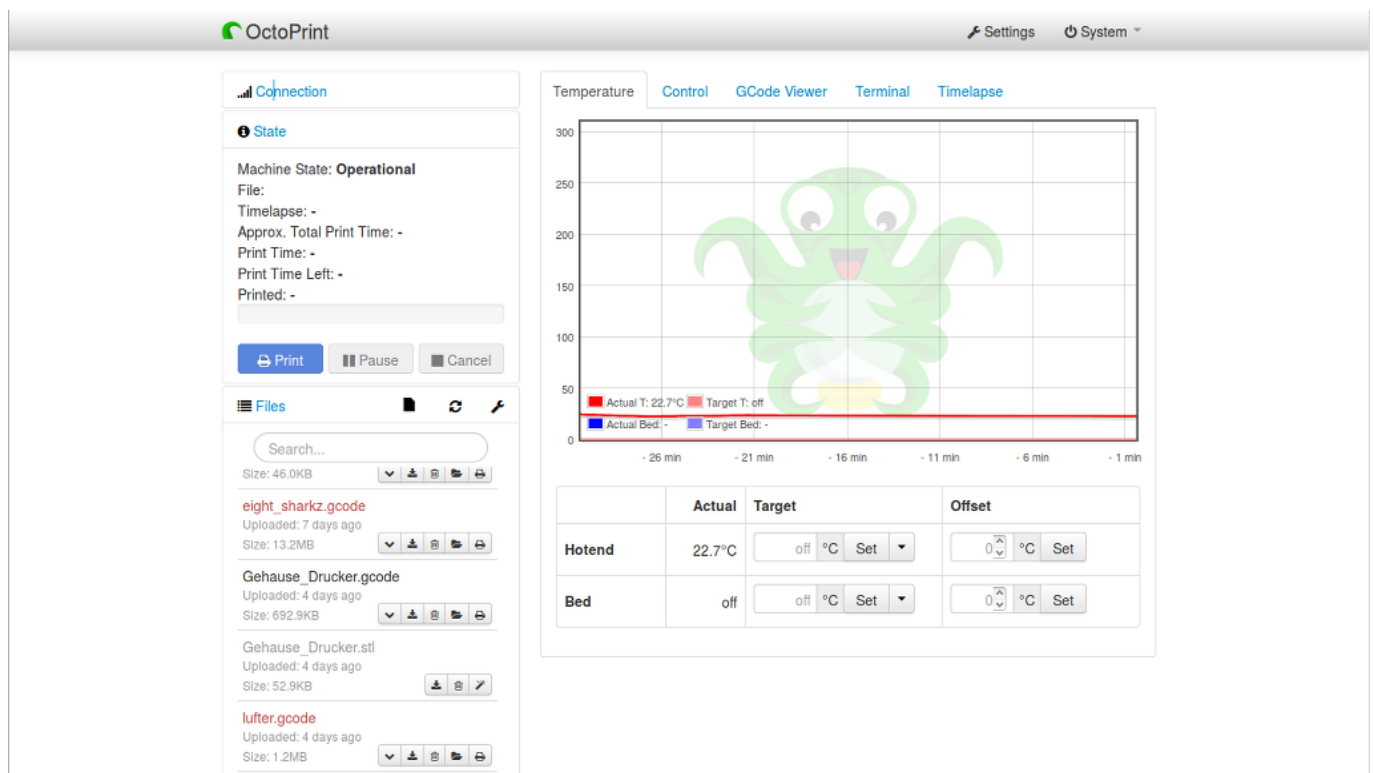 OctoPrint
Settings
System
Connection
State
Machine State: Operational
File:
Timelapse: -
Approx. Total Print Time: -
Print Time: -
Print Time Left: -
Printed: -
Print
Pause
Cancel
Files
Search...
Size: 46.0KB
eight_sharkz.gcode
Uploaded: 7 days ago
Size: 13.2MB
Gehause_Drucker.gcode
Uploaded: 4 days ago
Size: 692.9KB
Gehause_Drucker.stl
Uploaded: 4 days ago
Size: 52.9KB
lufter.gcode
Uploaded: 4 days ago
Size: 1.2MB
Temperature
Control
GCode Viewer
Terminal
Timelapse
300
250
200
150
100
50
0
Actual T: 22.7°C
Target T: off
Actual Bed: -
Target Bed: -
- 26 min
- 21 min
- 16 min
- 11 min
- 6 min
- 1 min
Actual
Target
Offset
Hotend
22.7°C
off °C Set
0 °C Set
Bed
off
off °C Set
0 °C Set